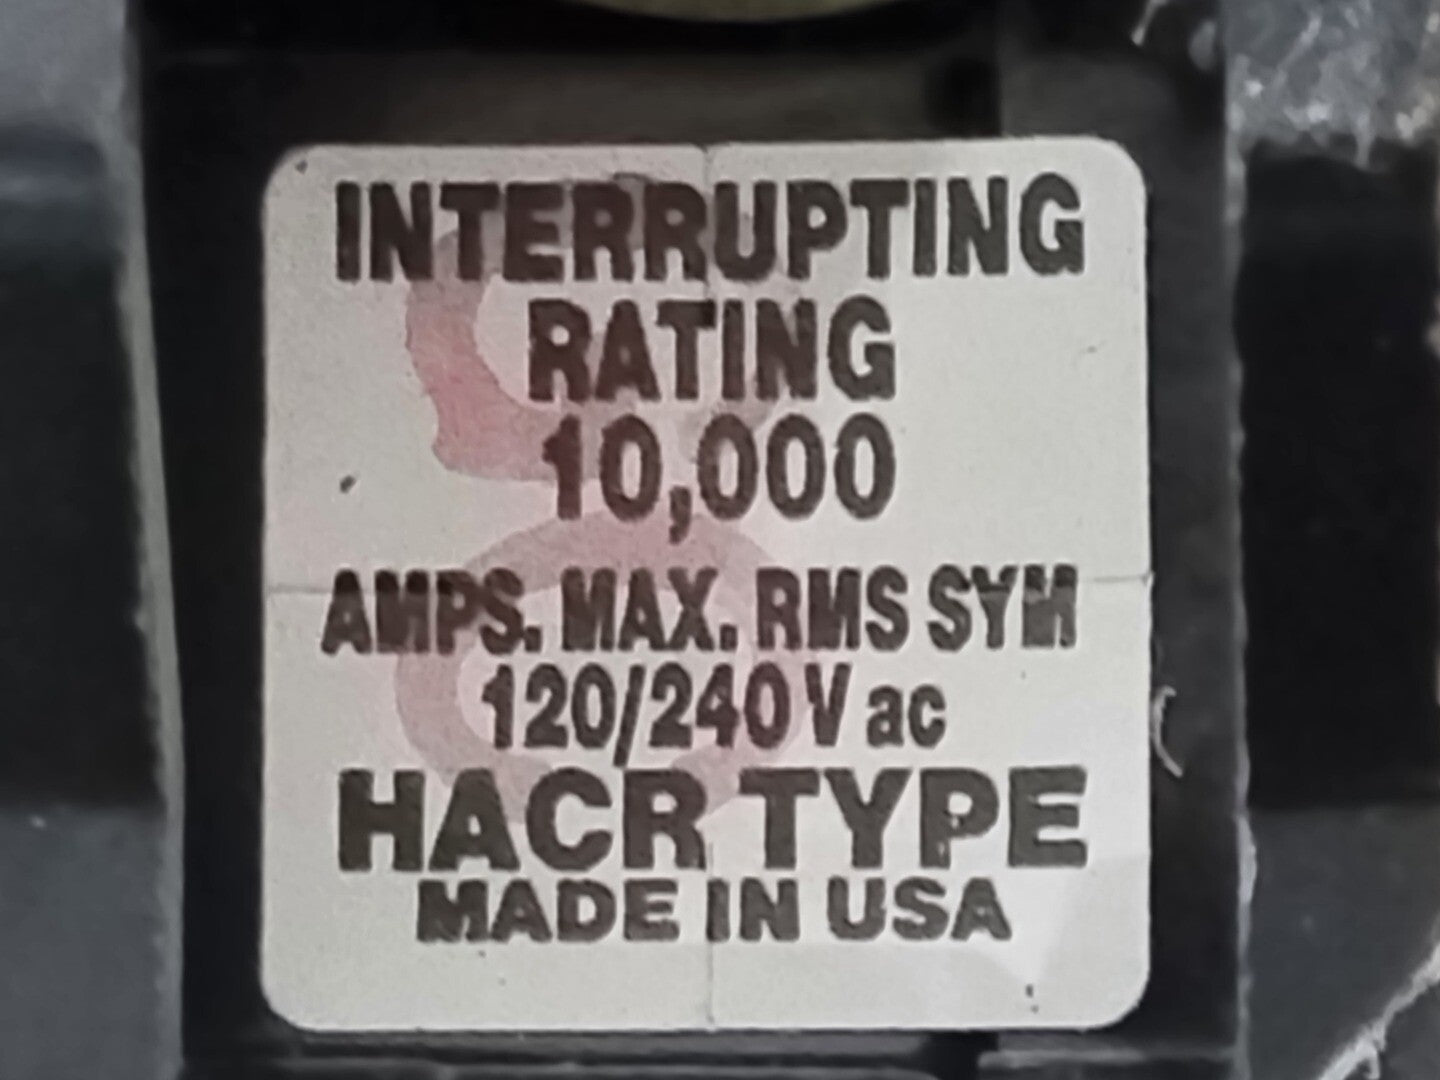 INTERRUPTING
RATING
10,000
AMPS. MAX. RMS SYM
120/240 V ac
HACR TYPE
MADE IN USA